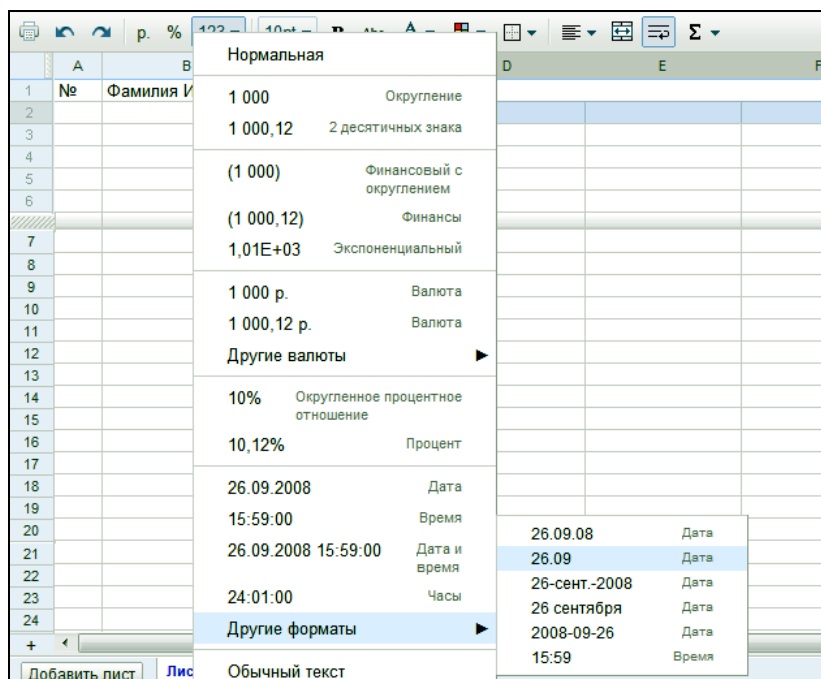 р. % 123 10pt B Abc A Σ
A B D E F
1 № Фамилия И
2
3
4
5
6
7
8
9
10
11
12
13
14
15
16
17
18
19
20
21
22
23
24
Нормальная
1 000 Округление
1 000,12 2 десятичных знака
(1 000) Финансовый с
округлением
(1 000,12) Финансы
1,01E+03 Экспоненциальный
1 000 р. Валюта
1 000,12 р. Валюта
Другие валюты
10% Округленное процентное
отношение
10,12% Процент
26.09.2008 Дата
15:59:00 Время
26.09.2008 15:59:00 Дата и
время
24:01:00 Часы
Другие форматы
Обычный текст
26.09.08 Дата
26.09 Дата
26-сент.-2008 Дата
26 сентября Дата
2008-09-26 Дата
15:59 Время
+
Добавить лист Лис